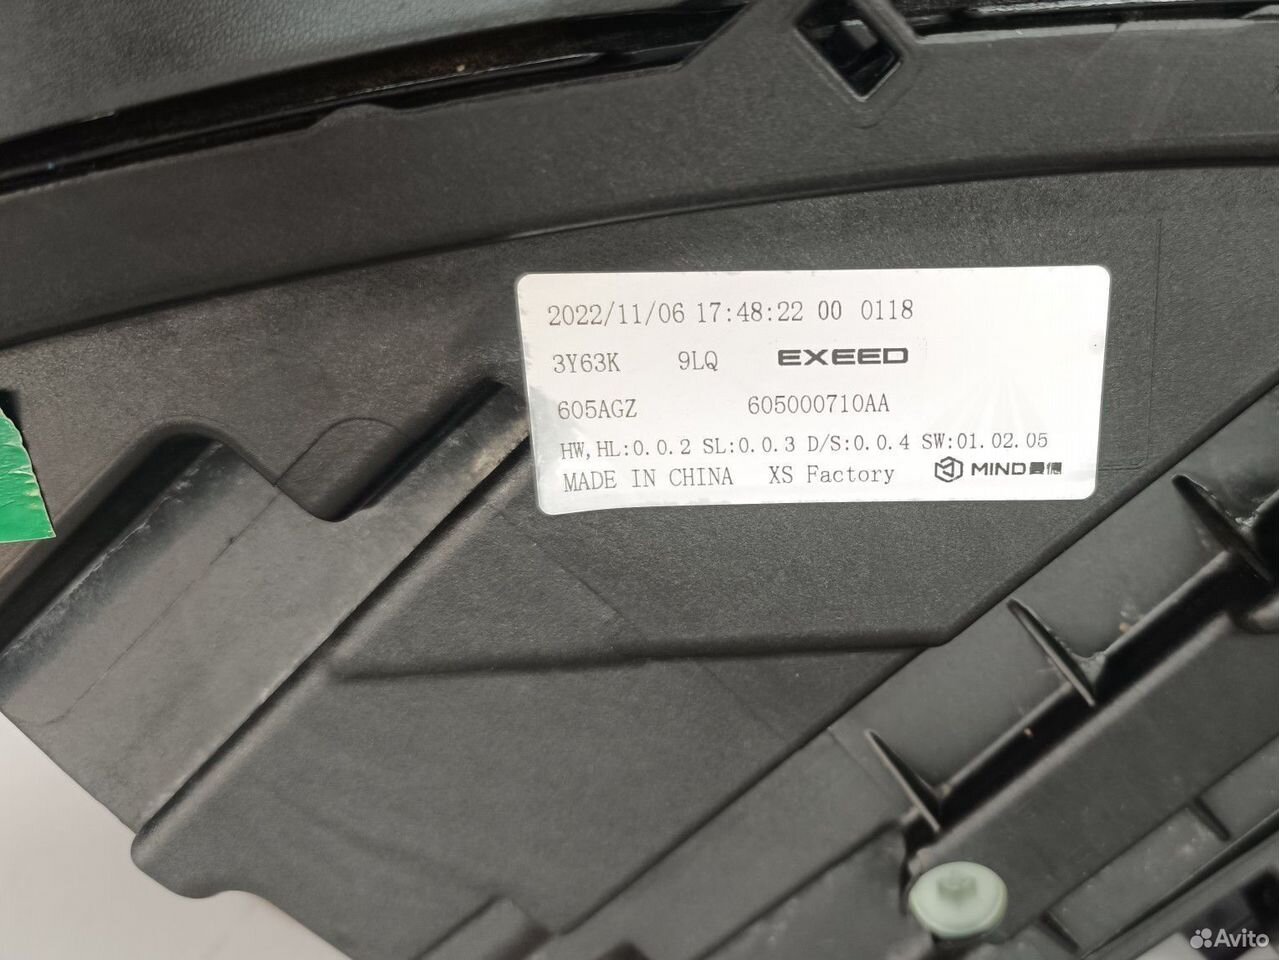 2022/11/06 17:48:22 00 0118
3Y63K 9LQ EXEED
605AGZ 605000710AA
HW,HL:0.0.2 SL:0.0.3 D/S:0.0.4 SW:01.02.05
MADE IN CHINA XS Factory MIND
Avito